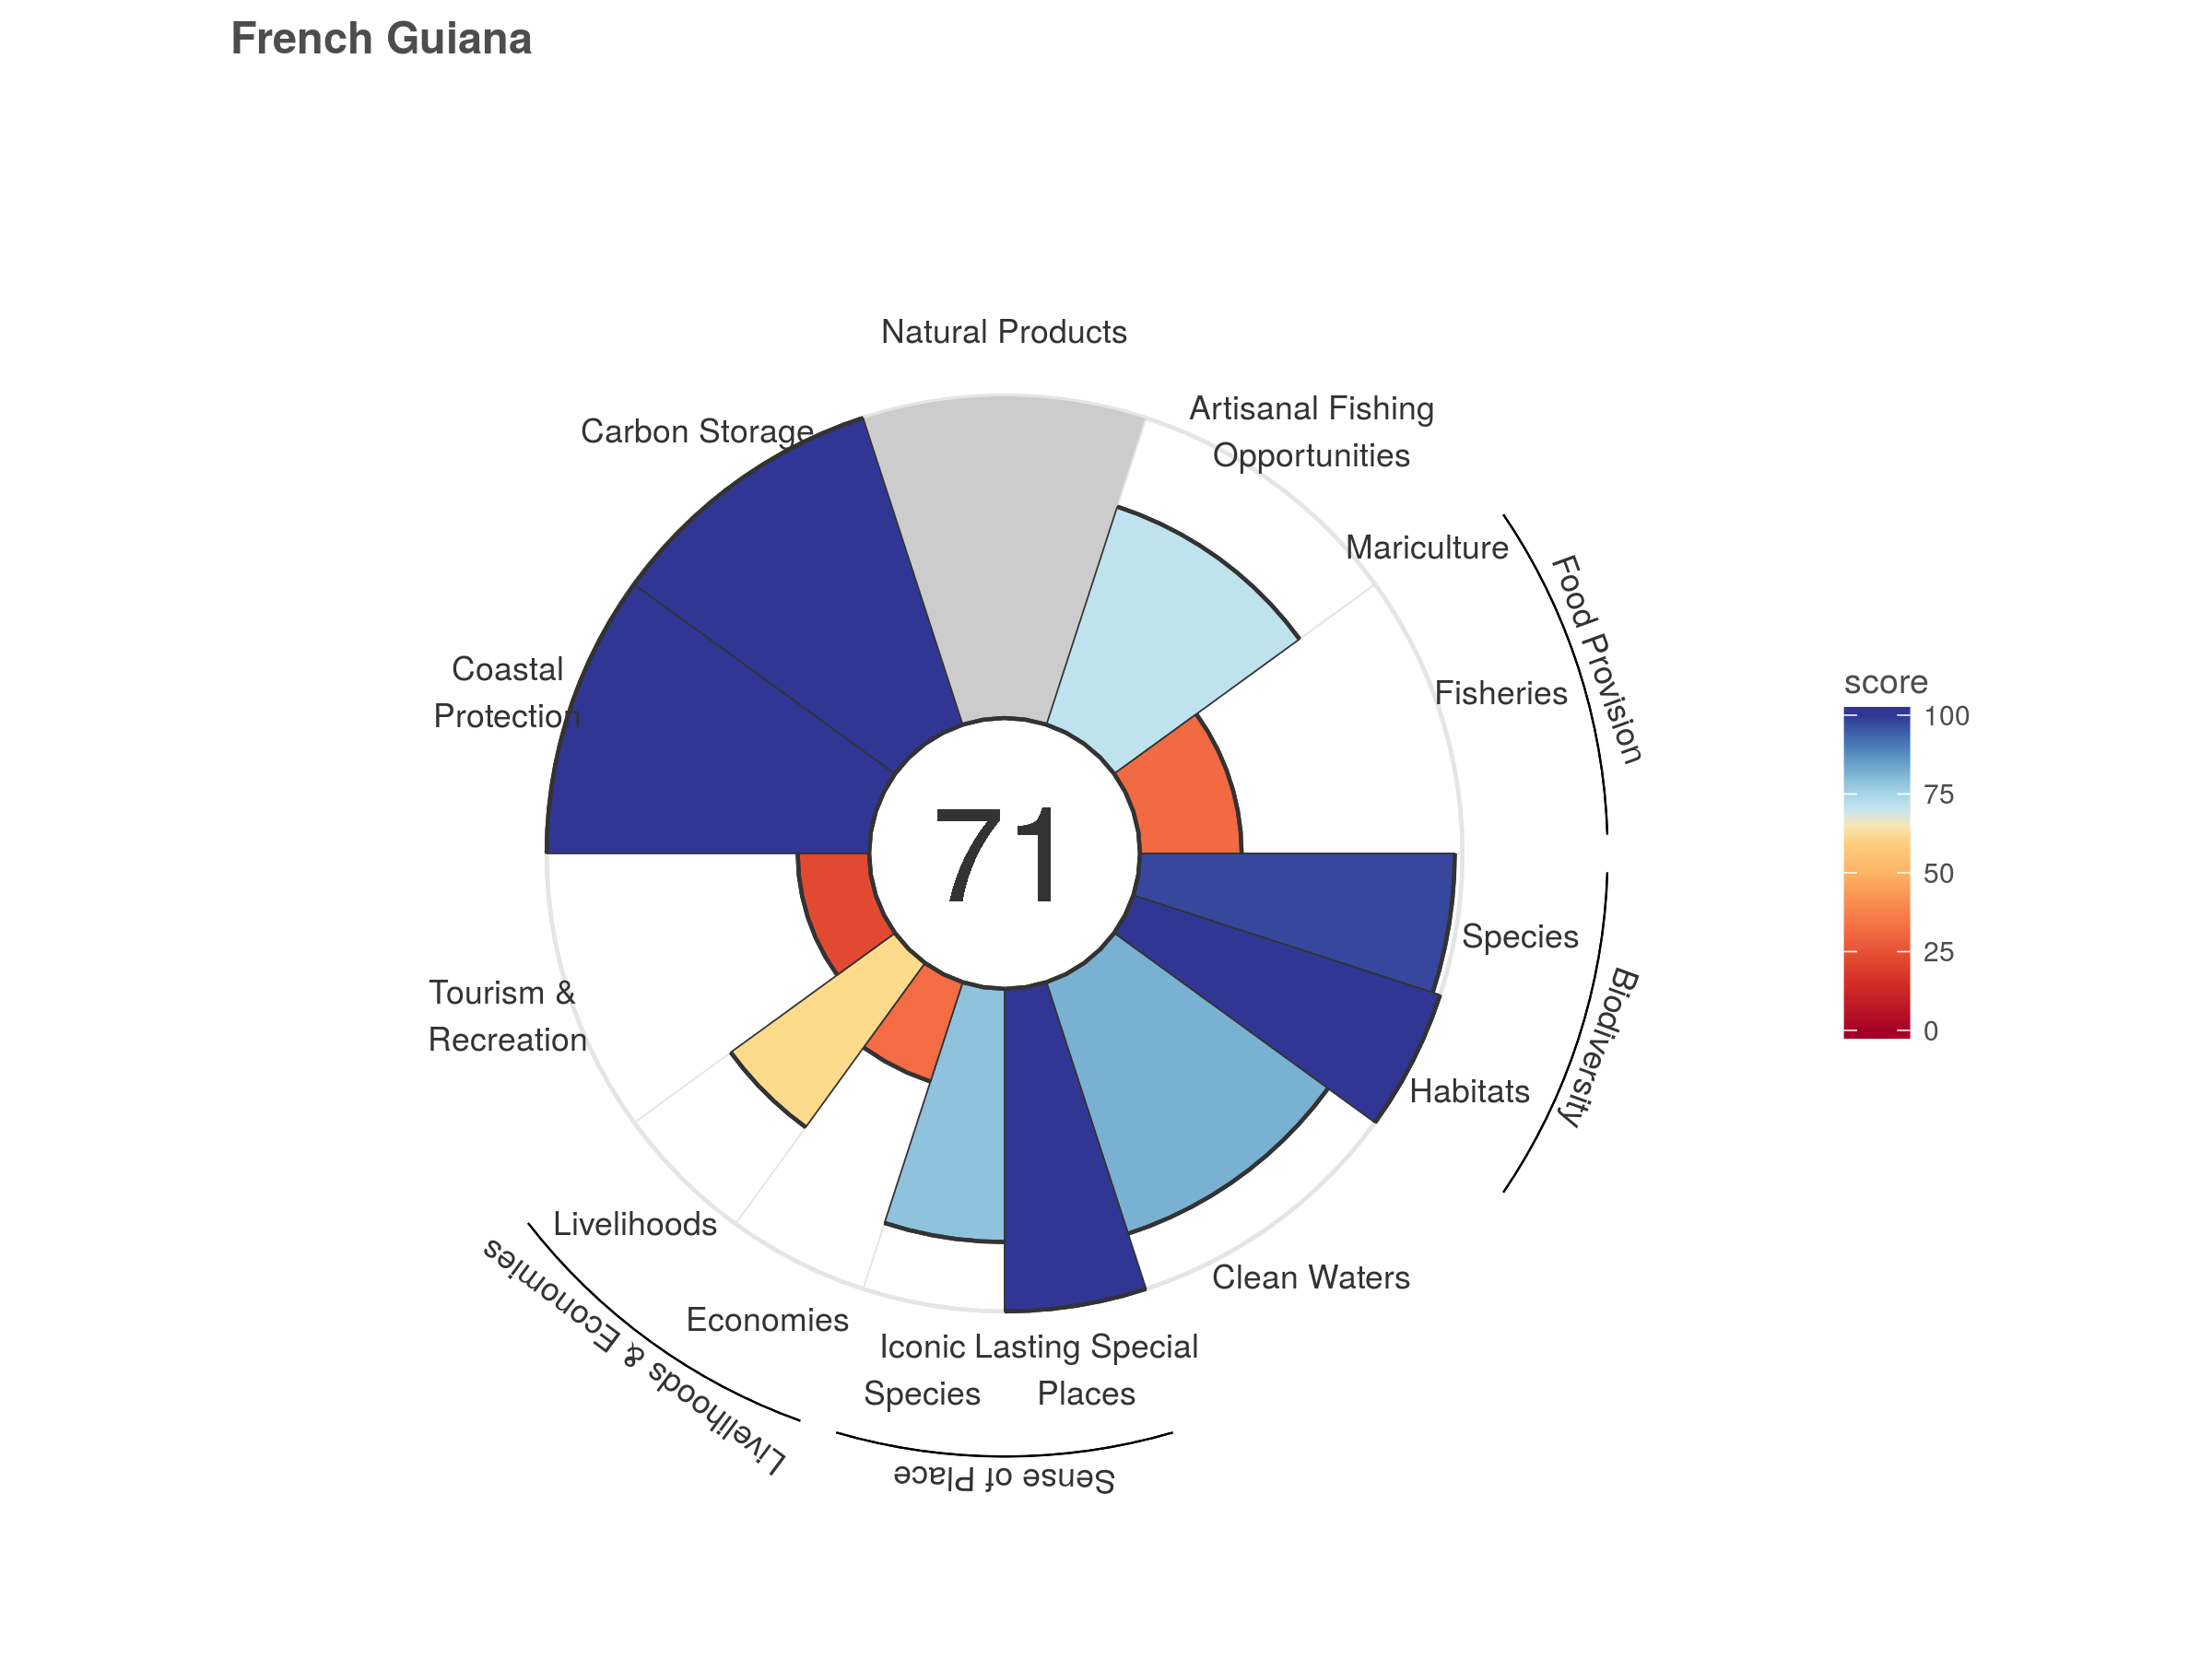 French Guiana
Natural Products
Artisanal Fishing
Opportunities
Carbon Storage
Mariculture
Food Provision
Fisheries
Coastal
Protection
score
100
75
50
25
0
71
Species
Biodiversity
Habitats
Tourism &
Recreation
Livelihoods
Livelihoods & Economies
Economies
Clean Waters
Iconic
Species
Lasting Special
Places
Sense of Place